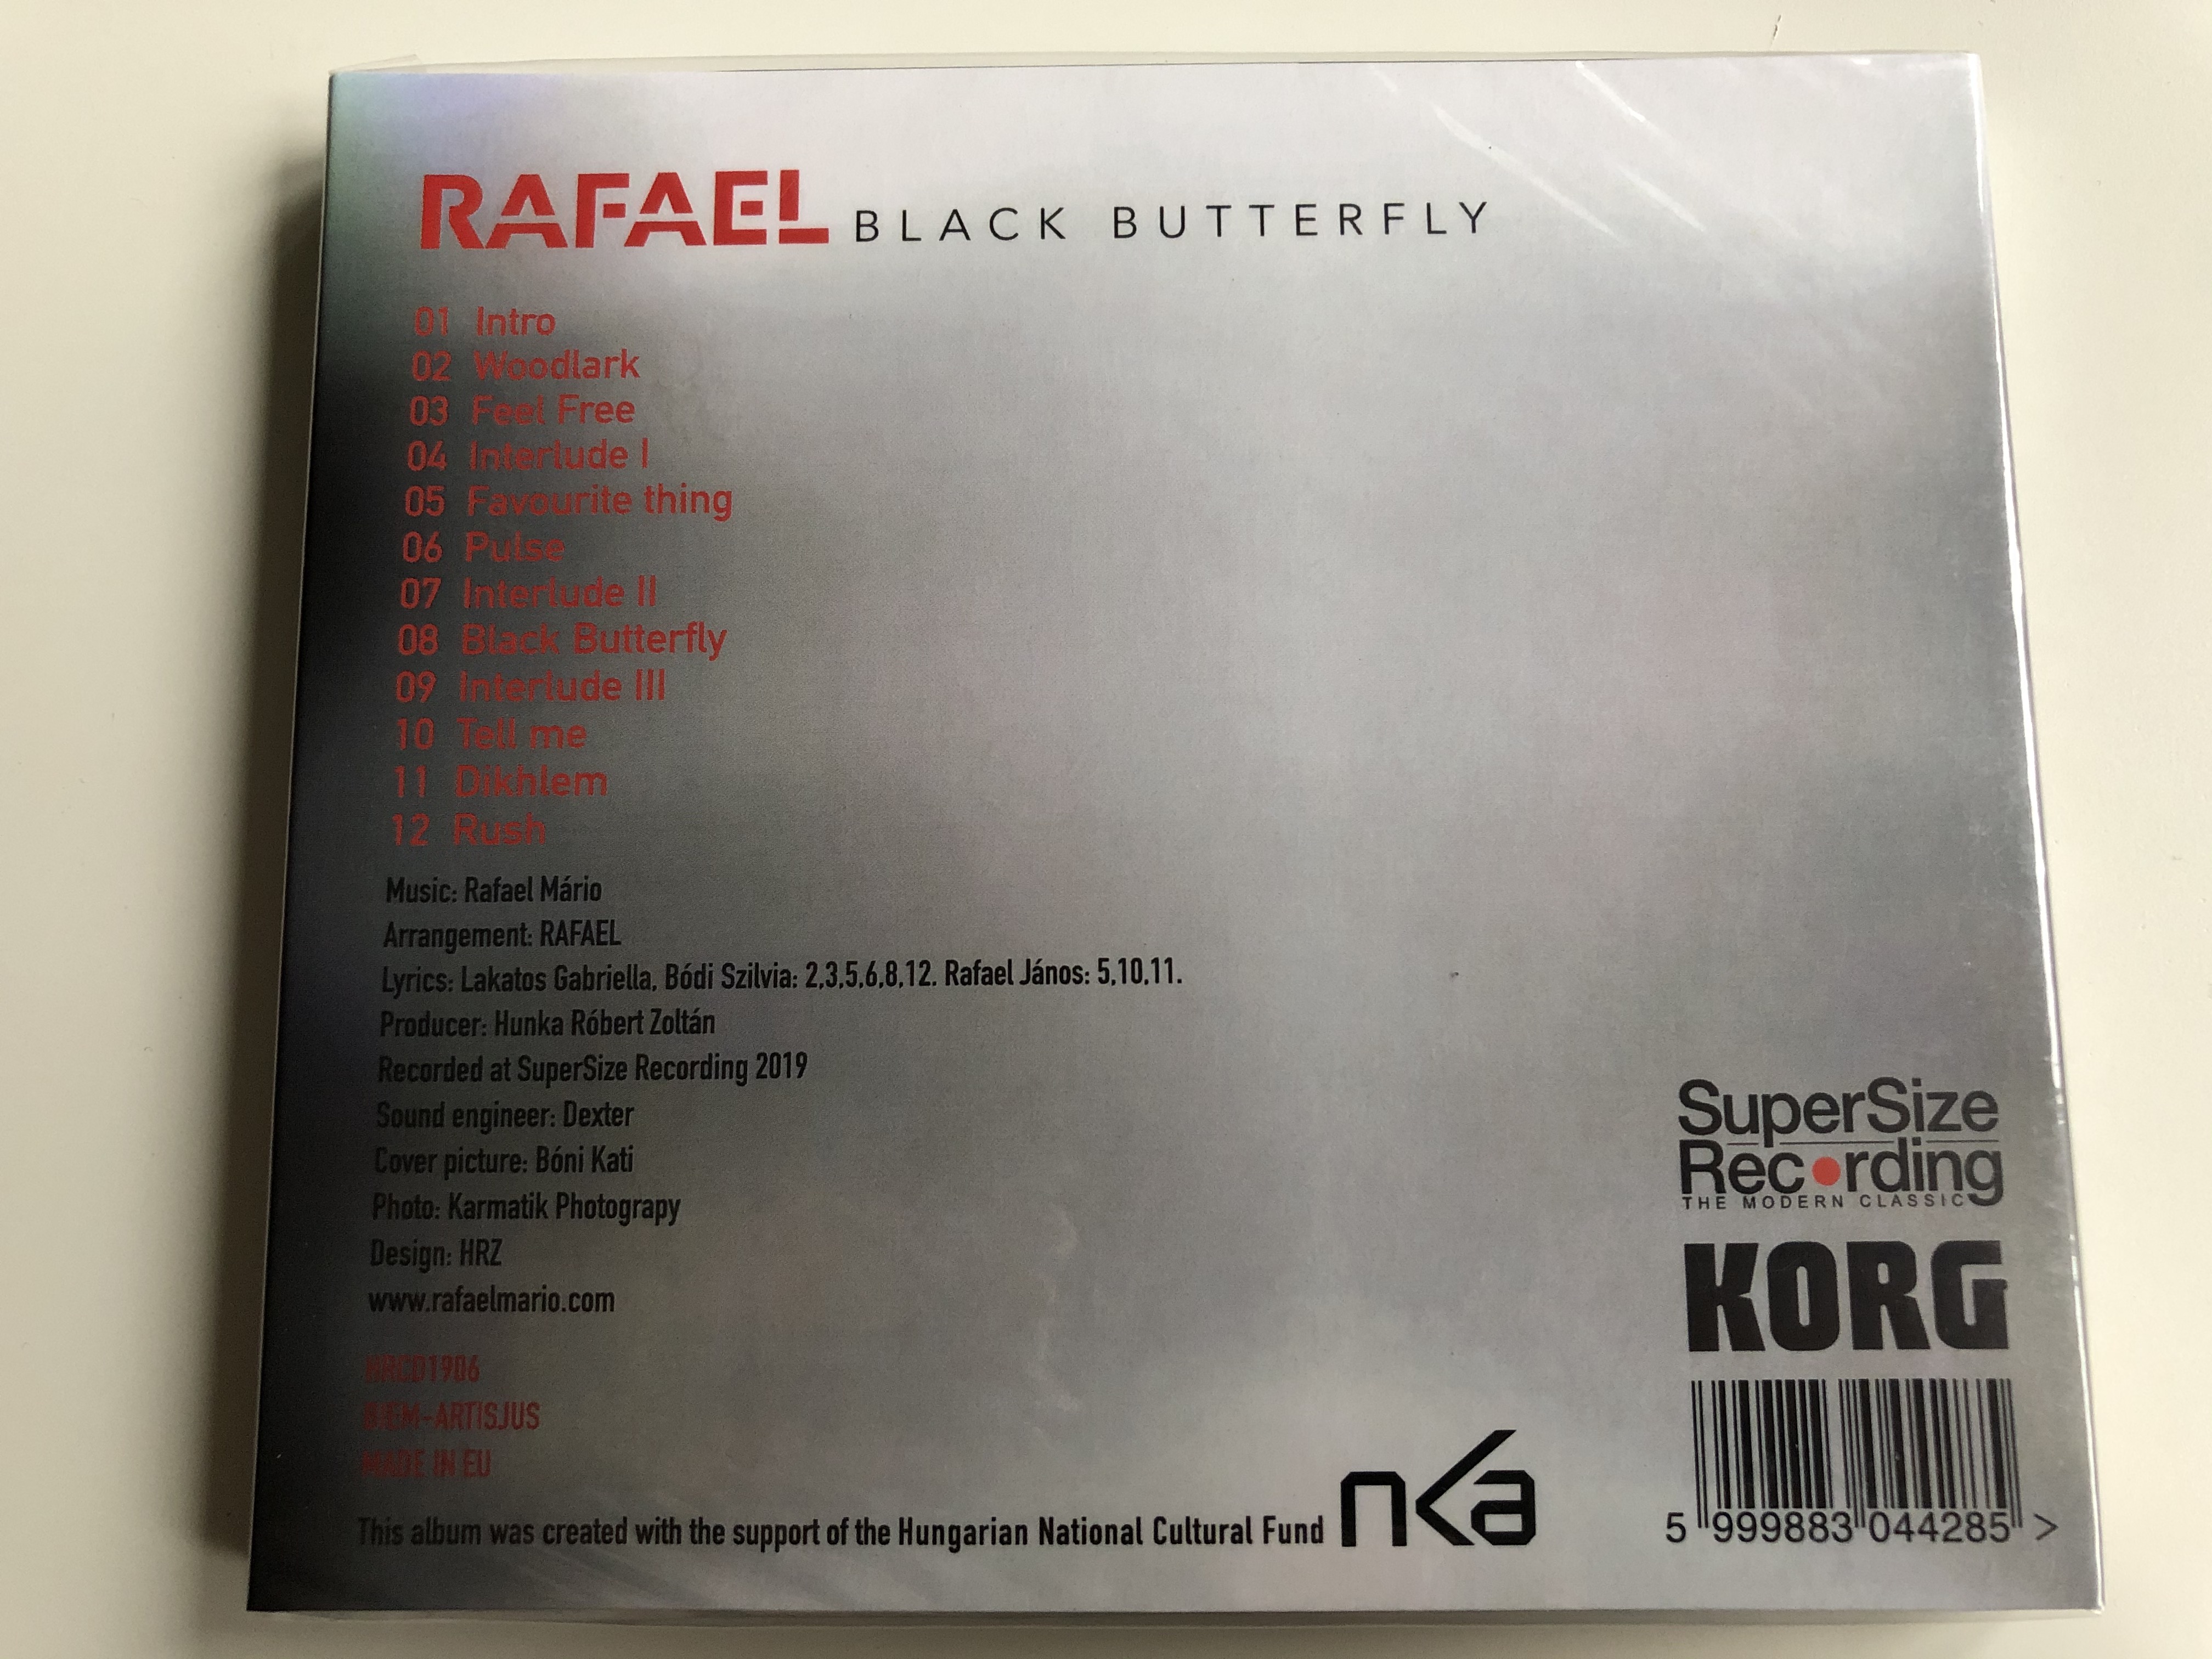 RAFAEL BLACK BUTTERFLY
01 Intro
02 Woodlark
03 Feel Free
04 Interlude I
05 Favourite thing
06 Pulse
07 Interlude II
08 Black Butterfly
09 Interlude III
10 Tell me
11 Dikhlem
12 Rush
Music: Rafael Mário
Arrangement: RAFAEL
Lyrics: Lakatos Gabriella, Bódi Szilvia: 2,3,5,6,8,12. Rafael János: 5,10,11.
Producer: Hunka Róbert Zoltán
Recorded at SuperSize Recording 2019
Sound engineer: Dexter
Cover picture: Bóni Kati
Photo: Karmatik Photograpy
Design: HRZ
www.rafaelmario.com
BIEM-ARTISJUS
MADE IN EU
This album was created with the support of the Hungarian National Cultural Fund
nka
SuperSize
Recording
THE MODERN CLASSIC
KORG
5 999883 044285 >